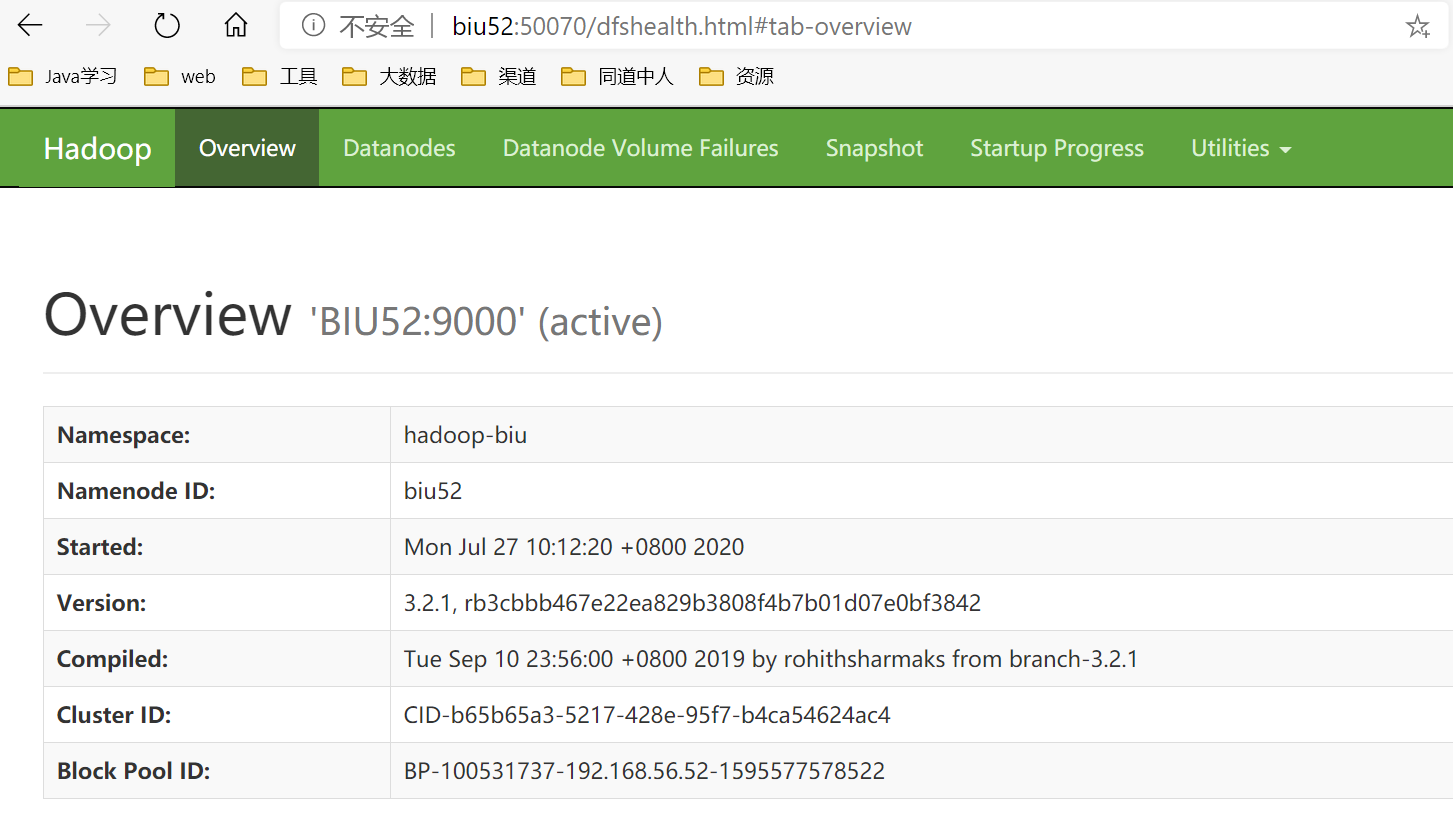 不安全 biu52:50070/dfshealth.html#tab-overview
Java学习 web 工具 大数据 渠道 同道中人 资源
Hadoop Overview Datanodes Datanode Volume Failures Snapshot Startup Progress Utilities
Overview 'BIU52:9000' (active)
Namespace: hadoop-biu
Namenode ID: biu52
Started: Mon Jul 27 10:12:20 +0800 2020
Version: 3.2.1, rb3cbbb467e22ea829b3808f4b7b01d07e0bf3842
Compiled: Tue Sep 10 23:56:00 +0800 2019 by rohithsharmaks from branch-3.2.1
Cluster ID: CID-b65b65a3-5217-428e-95f7-b4ca54624ac4
Block Pool ID: BP-100531737-192.168.56.52-1595577578522